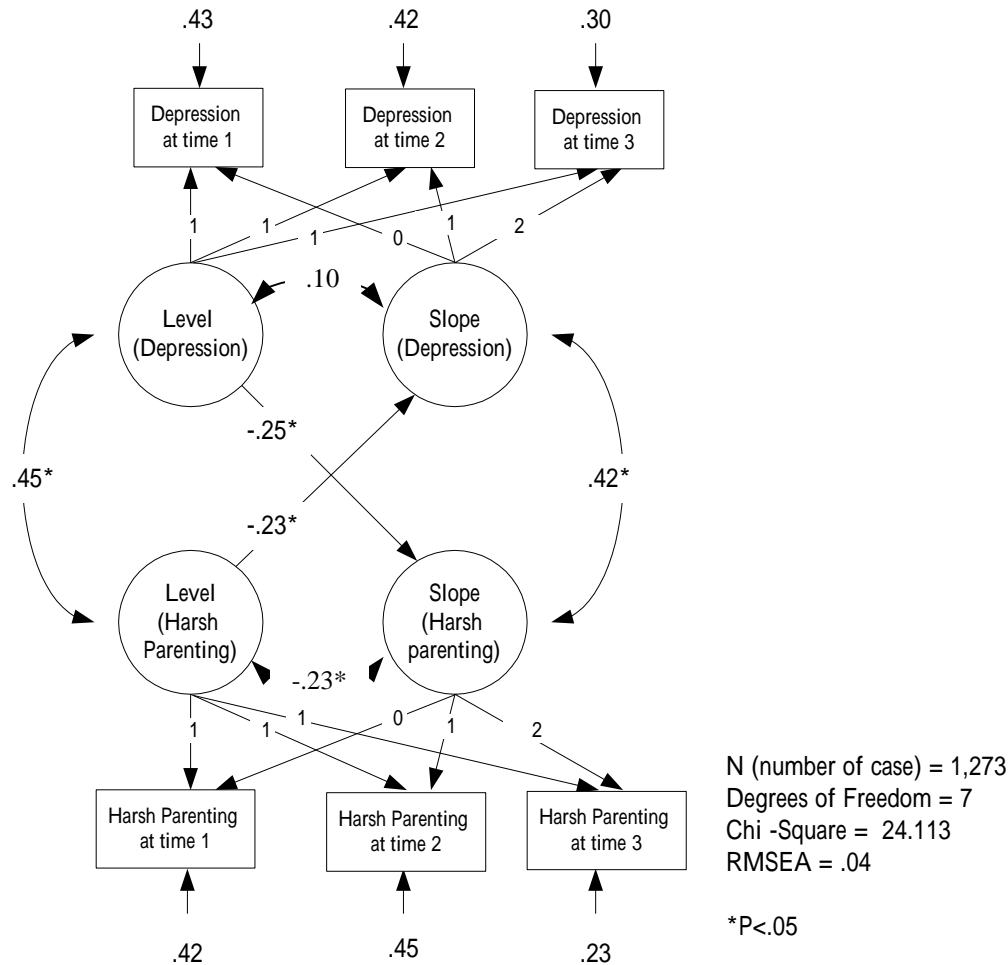 .43
.42
.30
Depression
at time 1
Depression
at time 2
Depression
at time 3
1
1
1
0
1
2
.10
Level
(Depression)
Slope
(Depression)
-.25*
.45*
.42*
-.23*
Level
(Harsh
Parenting)
Slope
(Harsh
parenting)
-.23*
1
1
1
0
1
2
Harsh Parenting
at time 1
Harsh Parenting
at time 2
Harsh Parenting
at time 3
.42
.45
.23
N (number of case) = 1,273
Degrees of Freedom = 7
Chi -Square = 24.113
RMSEA = .04
*P<.05